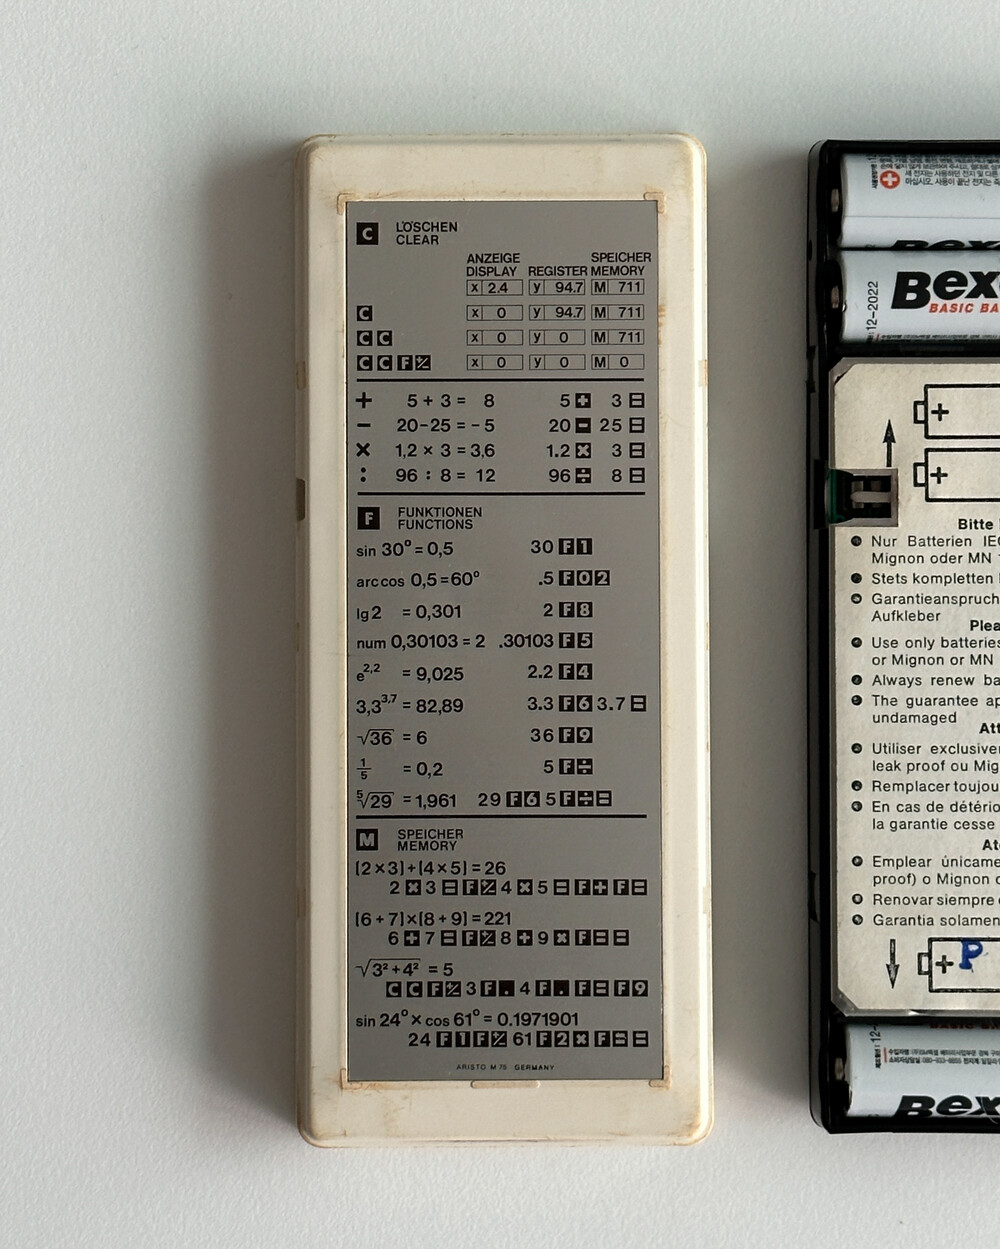 C LÖSCHEN
CLEAR
ANZEIGE SPEICHER
DISPLAY REGISTER MEMORY
x 2.4 y 94.7 M 711
C x 0 y 94.7 M 711
C C x 0 y 0 M 711
C C F ⁺⁄₋ x 0 y 0 M 0
+ 5 + 3 = 8 5 + 3 =
− 20−25 = −5 20 − 25 =
× 1,2 × 3 = 3,6 1.2 × 3 =
: 96 : 8 = 12 96 ÷ 8 =
F FUNKTIONEN
FUNCTIONS
sin 30° = 0,5 30 F 1
arc cos 0,5 = 60° .5 F 0 2
lg 2 = 0,301 2 F 8
num 0,30103 = 2 .30103 F 5
e²,² = 9,025 2.2 F 4
3,3³,⁷ = 82,89 3.3 F 6 3.7 =
√36 = 6 36 F 9
1/5 = 0,2 5 F ÷
⁵√29 = 1,961 29 F 6 5 F ÷ =
M SPEICHER
MEMORY
(2×3)+(4×5) = 26
2 × 3 = F ⁺⁄₋ 4 × 5 = F + F =
(6+7)×(8+9) = 221
6 + 7 = F ⁺⁄₋ 8 + 9 × F = =
√3²+4² = 5
C C F ⁺⁄₋ 3 F . 4 F . F = F 9
sin 24° × cos 61° = 0.1971901
24 F 1 F ⁺⁄₋ 61 F 2 × F = =
ARISTO M 75 GERMANY
12-2022
Bex
BASIC BA
+
+
Bitte
Nur Batterien IEC
Mignon oder MN
Stets kompletten
Garantieanspruch
Aufkleber
Plea
Use only batteries
or Mignon or MN
Always renew ba
The guarantee ap
undamaged
Att
Utiliser exclusiver
leak proof ou Mig
Remplacer toujou
En cas de détério
la garantie cesse
Ate
Emplear únicame
proof) o Mignon o
Renovar siempre
Garantia solamen
+ P
12-
Bex